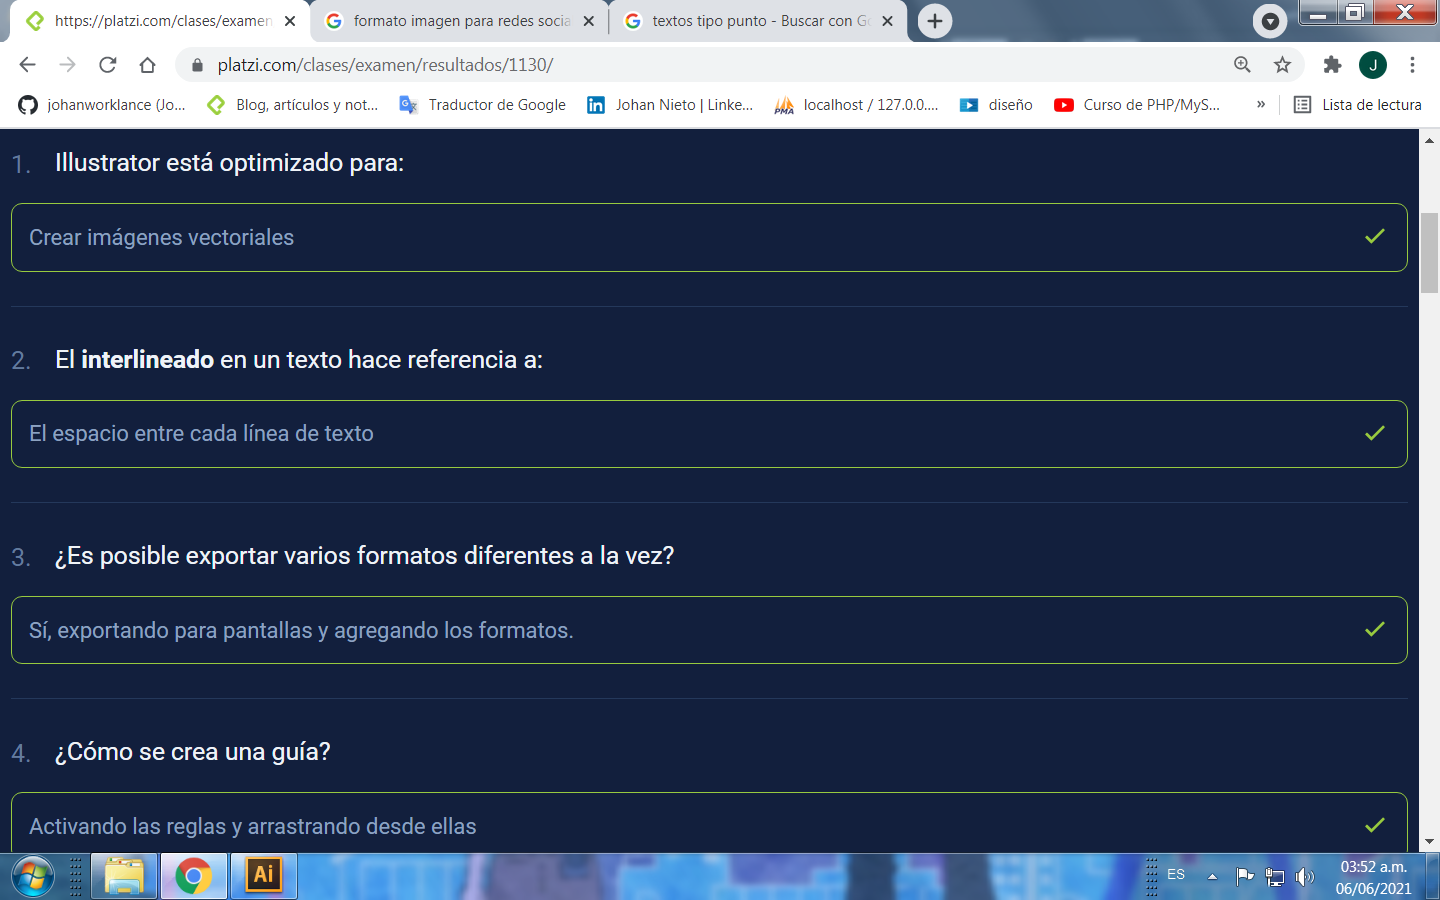 https://platzi.com/clases/examen
formato imagen para redes socia
textos tipo punto - Buscar con Go
platzi.com/clases/examen/resultados/1130/
J
johanworklance (Jo...
Blog, artículos y not...
Traductor de Google
Johan Nieto | Linke...
PMA
localhost / 127.0.0....
diseño
Curso de PHP/MyS...
»
Lista de lectura
1. Illustrator está optimizado para:
Crear imágenes vectoriales
2. El interlineado en un texto hace referencia a:
El espacio entre cada línea de texto
3. ¿Es posible exportar varios formatos diferentes a la vez?
Sí, exportando para pantallas y agregando los formatos.
4. ¿Cómo se crea una guía?
Activando las reglas y arrastrando desde ellas
Ai
ES
03:52 a.m.
06/06/2021